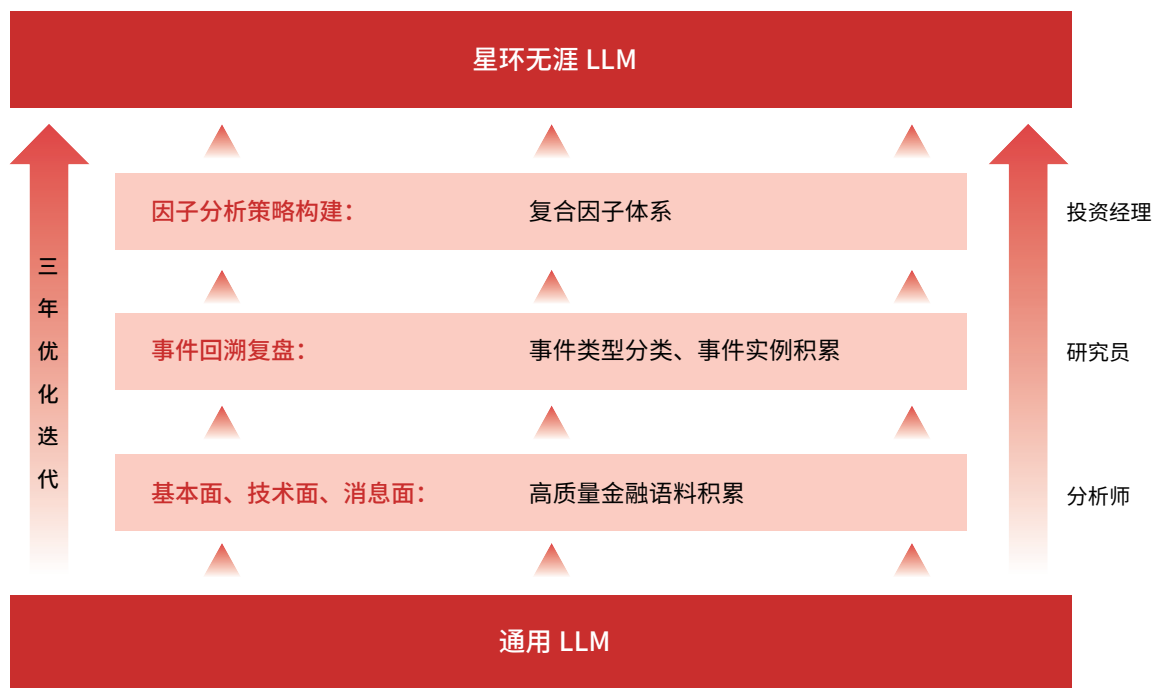 星环无涯 LLM
因子分析策略构建： 复合因子体系
投资经理
三年优化迭代
事件回溯复盘： 事件类型分类、事件实例积累
研究员
基本面、技术面、消息面： 高质量金融语料积累
分析师
通用 LLM